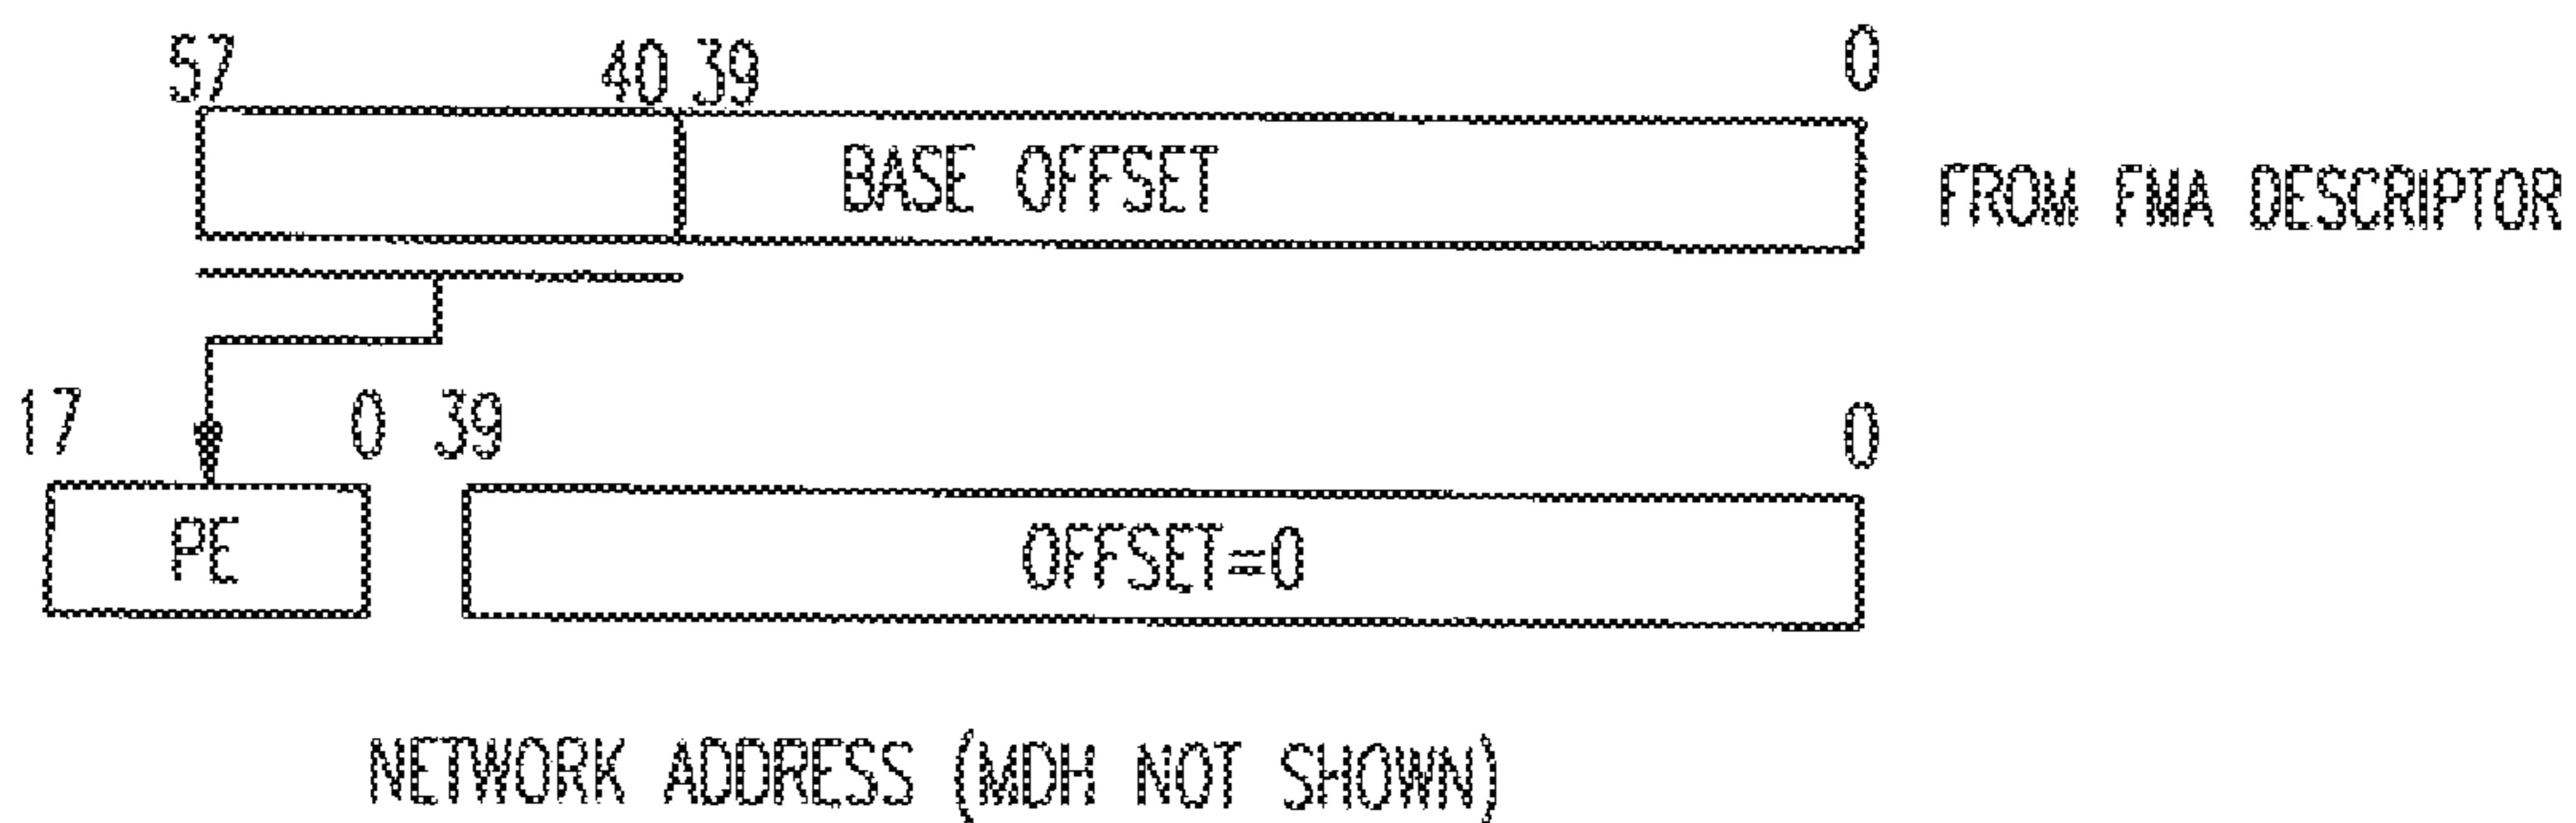 57 40 39 0
BASE OFFSET
FROM FMA DESCRIPTOR
17 0 39 0
PE OFFSET=0
NETWORK ADDRESS (MDH NOT SHOWN)